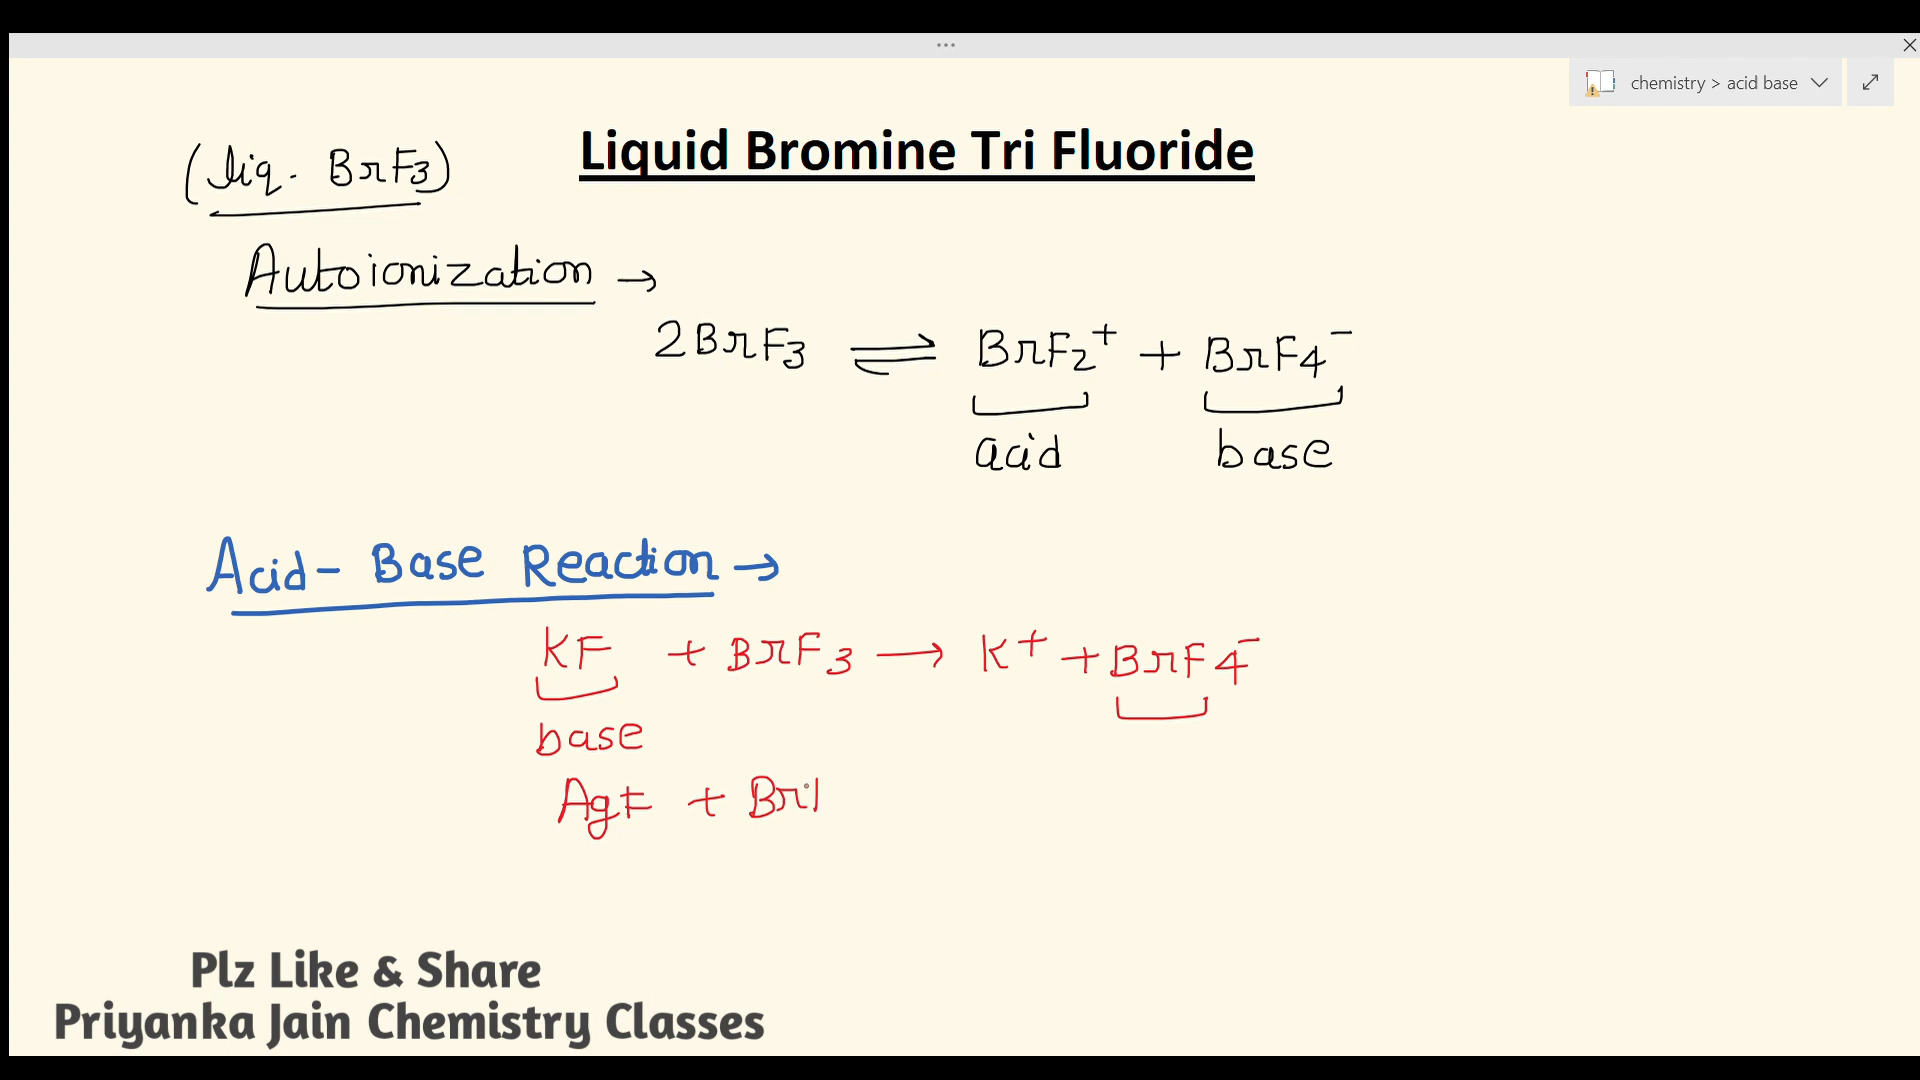 chemistry > acid base
Liquid Bromine Tri Fluoride
(liq. BrF3)
Autoionization →
2BrF3 ⇌ BrF2+ + BrF4-
acid base
Acid-Base Reaction →
KF + BrF3 → K+ + BrF4-
base
AgF + Br
Plz Like & Share
Priyanka Jain Chemistry Classes